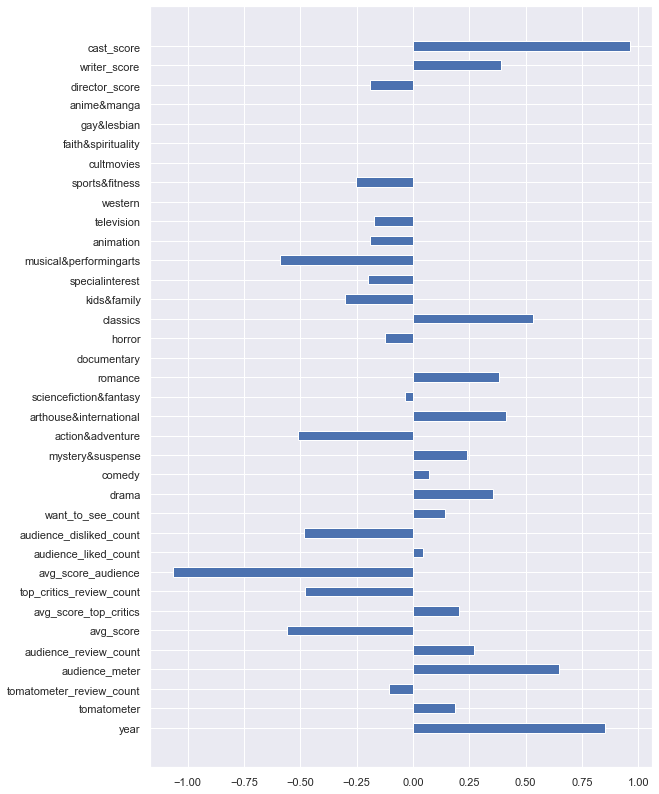 cast_score
writer_score
director_score
anime&manga
gay&lesbian
faith&spirituality
cultmovies
sports&fitness
western
television
animation
musical&performingarts
specialinterest
kids&family
classics
horror
documentary
romance
sciencefiction&fantasy
arthouse&international
action&adventure
mystery&suspense
comedy
drama
want_to_see_count
audience_disliked_count
audience_liked_count
avg_score_audience
top_critics_review_count
avg_score_top_critics
avg_score
audience_review_count
audience_meter
tomatometer_review_count
tomatometer
year
−1.00 −0.75 −0.50 −0.25 0.00 0.25 0.50 0.75 1.00